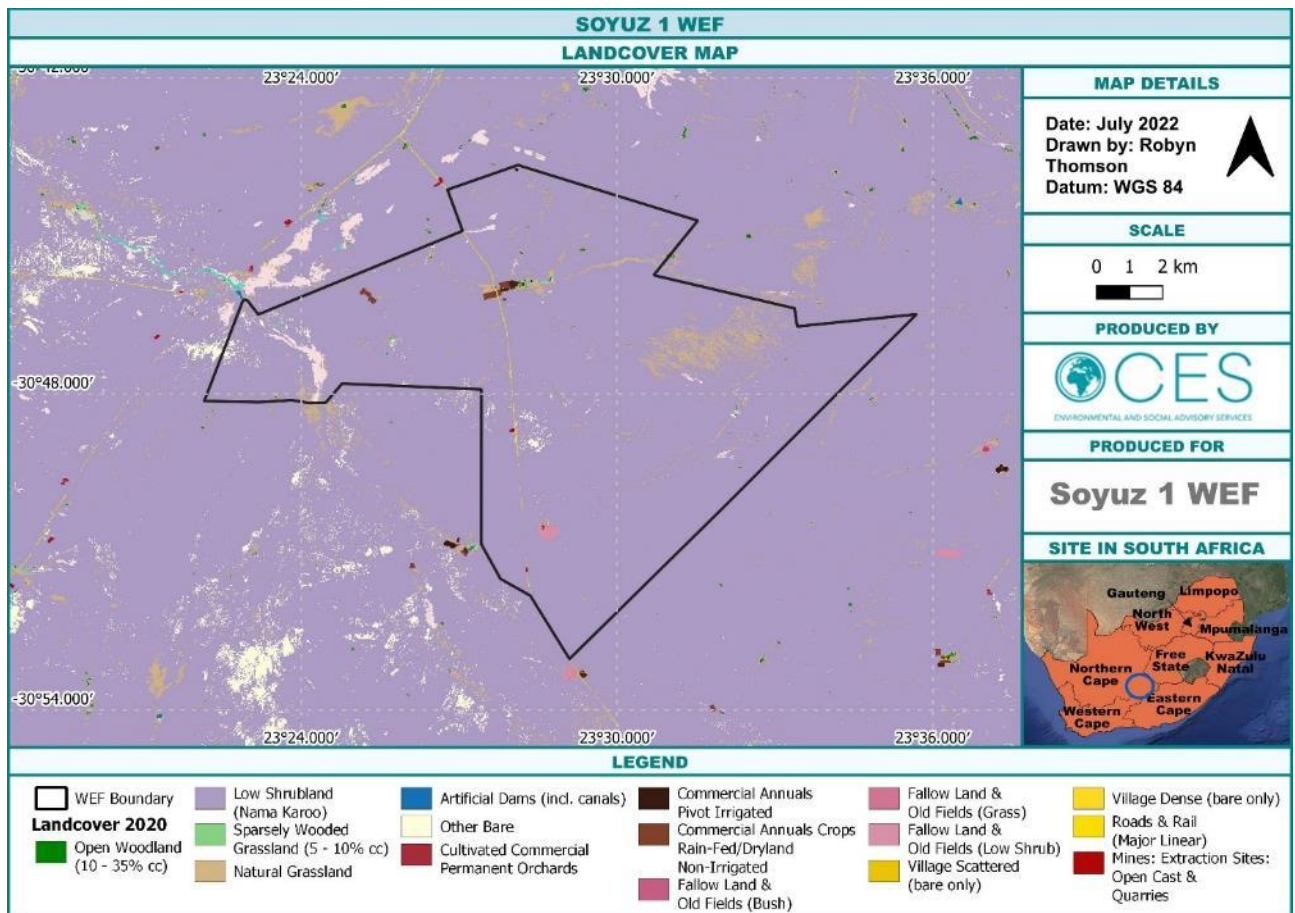 SOYUZ 1 WEF
LANDCOVER MAP
23°24.000'
23°30.000'
23°36.000'
-30°48.000'
-30°54.000'
23°24.000'
23°30.000'
23°36.000'
MAP DETAILS
Date: July 2022
Drawn by: Robyn
Thomson
Datum: WGS 84
SCALE
0 1 2 km
PRODUCED BY
CES
ENVIRONMENTAL AND SOCIAL ADVISORY SERVICES
PRODUCED FOR
Soyuz 1 WEF
SITE IN SOUTH AFRICA
Limpopo
Gauteng
North
West
Mpumalanga
Free
State
KwaZulu
Natal
Northern
Cape
Eastern
Cape
Western
Cape
LEGEND
WEF Boundary
Landcover 2020
Open Woodland
(10 - 35% cc)
Low Shrubland
(Nama Karoo)
Sparsely Wooded
Grassland (5 - 10% cc)
Natural Grassland
Artificial Dams (incl. canals)
Other Bare
Cultivated Commercial
Permanent Orchards
Commercial Annuals
Pivot Irrigated
Commercial Annuals Crops
Rain-Fed/Dryland
Non-Irrigated
Fallow Land &
Old Fields (Bush)
Fallow Land &
Old Fields (Grass)
Fallow Land &
Old Fields (Low Shrub)
Village Scattered
(bare only)
Village Dense (bare only)
Roads & Rail
(Major Linear)
Mines: Extraction Sites:
Open Cast &
Quarries